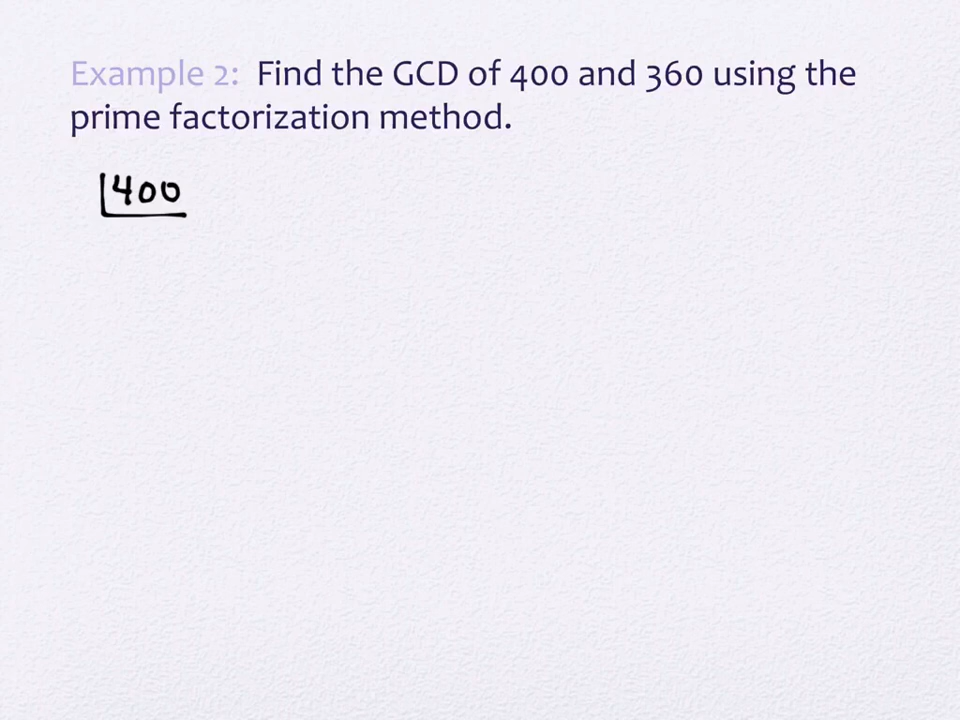 Example 2: Find the GCD of 400 and 360 using the
prime factorization method.
400